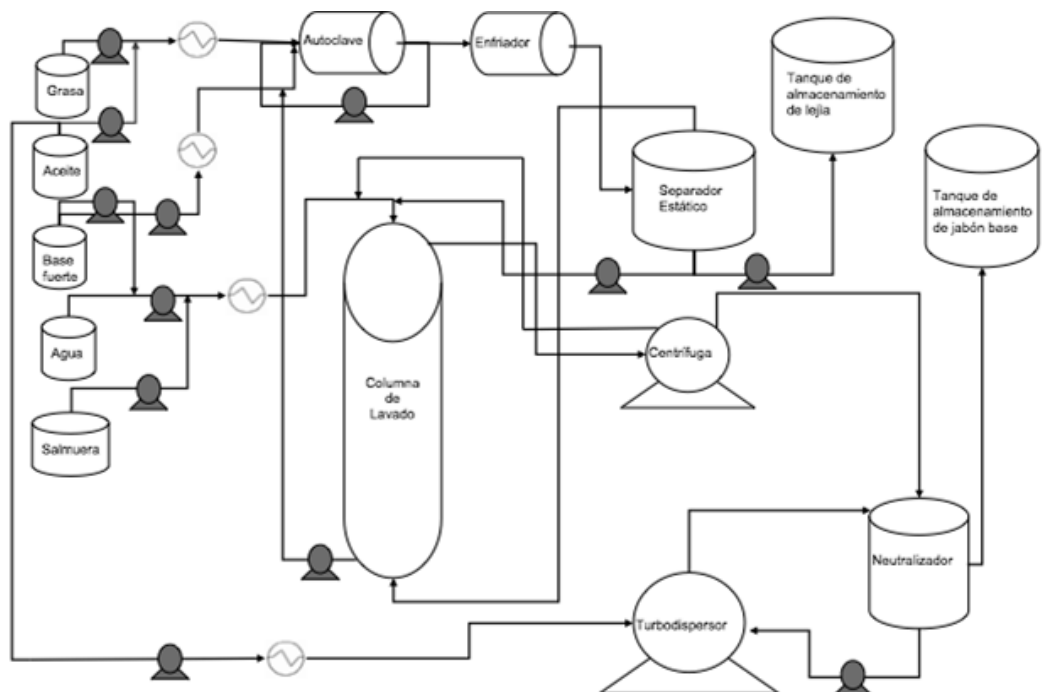 Grasa
Aceite
Base
fuerte
Agua
Salmuera
Autoclave
Enfriador
Separador
Estático
Tanque de
almacenamiento
de lejia
Tanque de
almacenamiento
de jabón base
Columna
de
Lavado
Centrífuga
Neutralizador
Turbodispersor